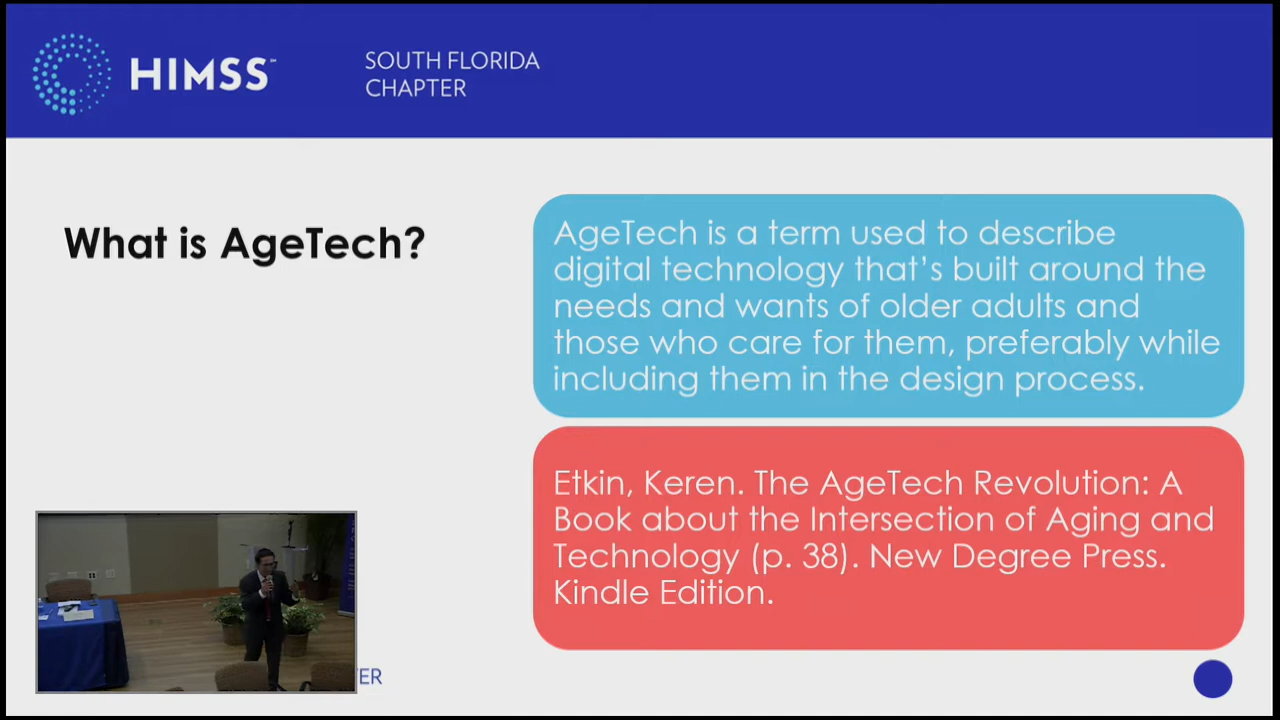 HIMSS™
SOUTH FLORIDA
CHAPTER
What is AgeTech?
AgeTech is a term used to describe
digital technology that’s built around the
needs and wants of older adults and
those who care for them, preferably while
including them in the design process.
Etkin, Keren. The AgeTech Revolution: A
Book about the Intersection of Aging and
Technology (p. 38). New Degree Press.
Kindle Edition.
TER